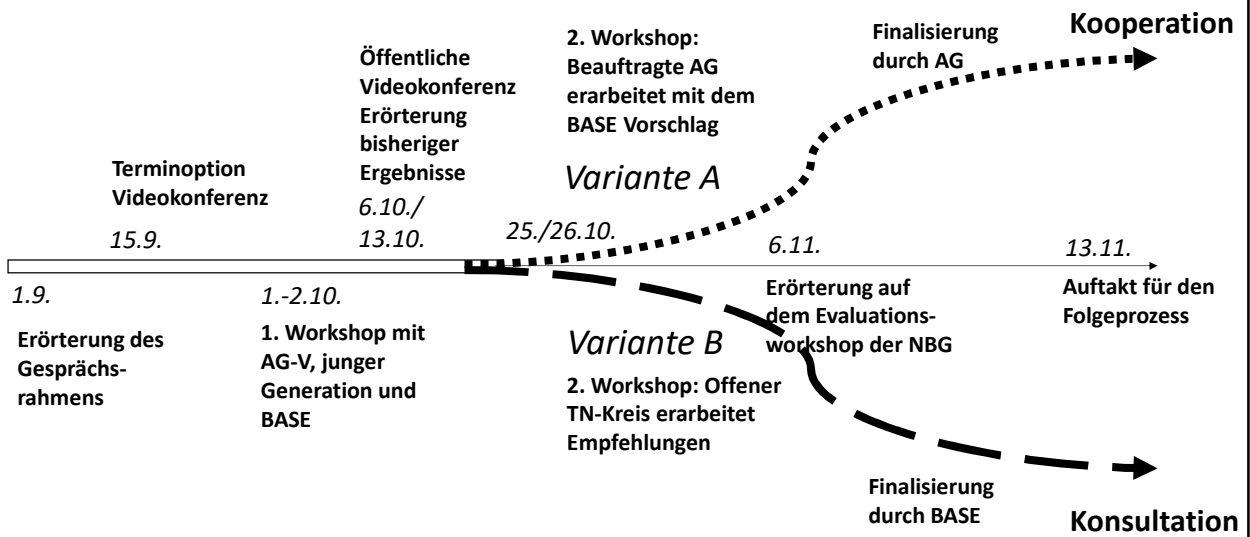 Kooperation
Finalisierung
durch AG
2. Workshop:
Beauftragte AG
erarbeitet mit dem
BASE Vorschlag
Öffentliche
Videokonferenz
Erörterung
bisheriger
Ergebnisse
Terminoption
Videokonferenz
Variante A
15.9.
6.10./
13.10.
25./26.10.
6.11.
13.11.
1.9.
Erörterung des
Gesprächs-
rahmens
1.-2.10.
1. Workshop mit
AG-V, junger
Generation und
BASE
Variante B
2. Workshop: Offener
TN-Kreis erarbeitet
Empfehlungen
Erörterung auf
dem Evaluations-
workshop der NBG
Auftakt für den
Folgeprozess
Finalisierung
durch BASE
Konsultation